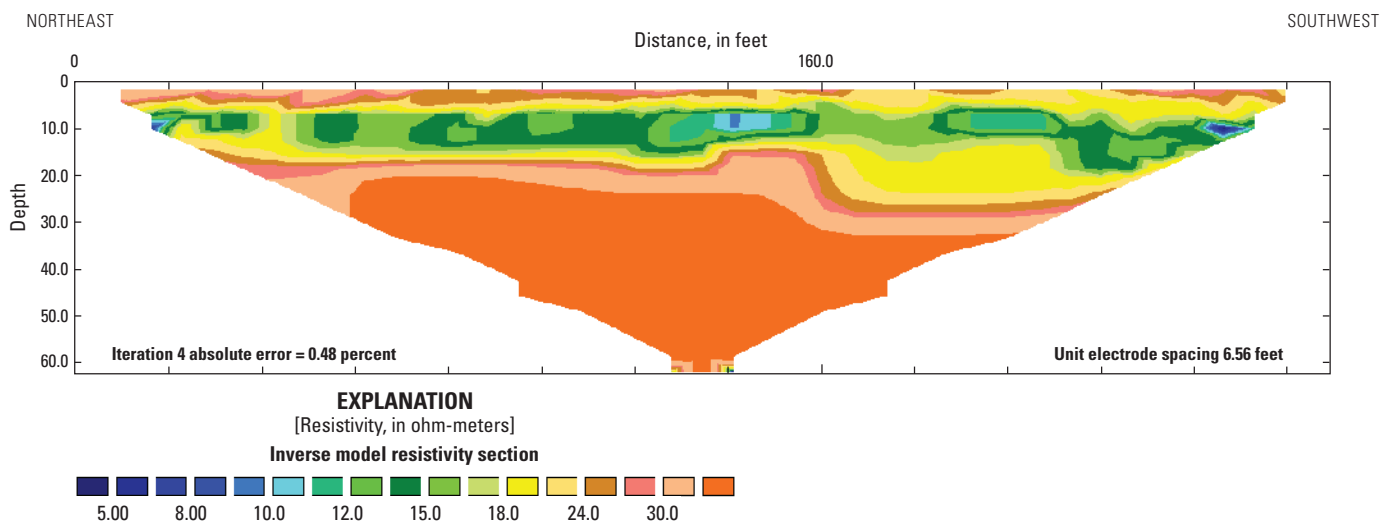 NORTHEAST
SOUTHWEST
Distance, in feet
0
160.0
Depth
0
10.0
20.0
30.0
40.0
50.0
60.0
Iteration 4 absolute error = 0.48 percent
Unit electrode spacing 6.56 feet
EXPLANATION
[Resistivity, in ohm-meters]
Inverse model resistivity section
5.00 8.00 10.0 12.0 15.0 18.0 24.0 30.0